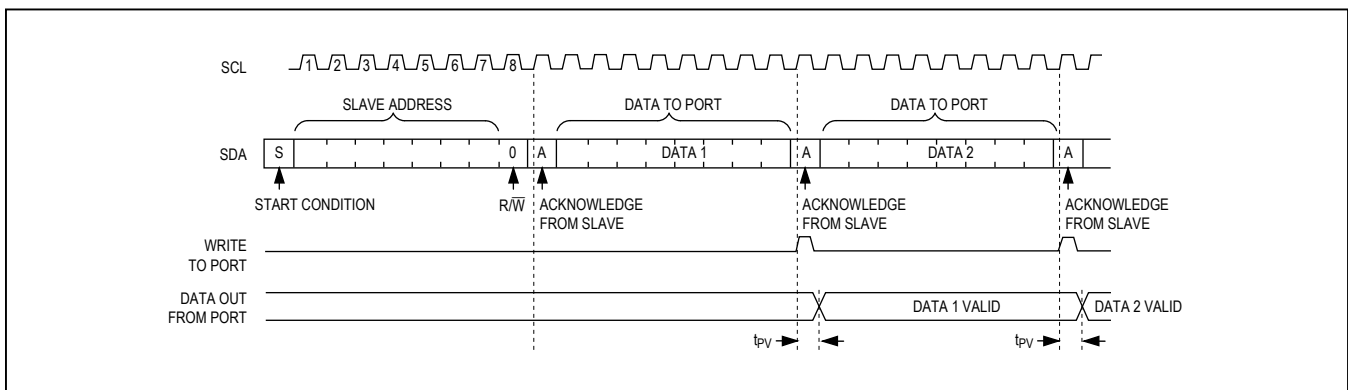 SCL
1 2 3 4 5 6 7 8
SLAVE ADDRESS DATA TO PORT DATA TO PORT
SDA S 0 A DATA 1 A DATA 2 A
START CONDITION R/W̅ ACKNOWLEDGE FROM SLAVE ACKNOWLEDGE FROM SLAVE ACKNOWLEDGE FROM SLAVE
WRITE
TO PORT
DATA OUT
FROM PORT
DATA 1 VALID DATA 2 VALID
tPV tPV